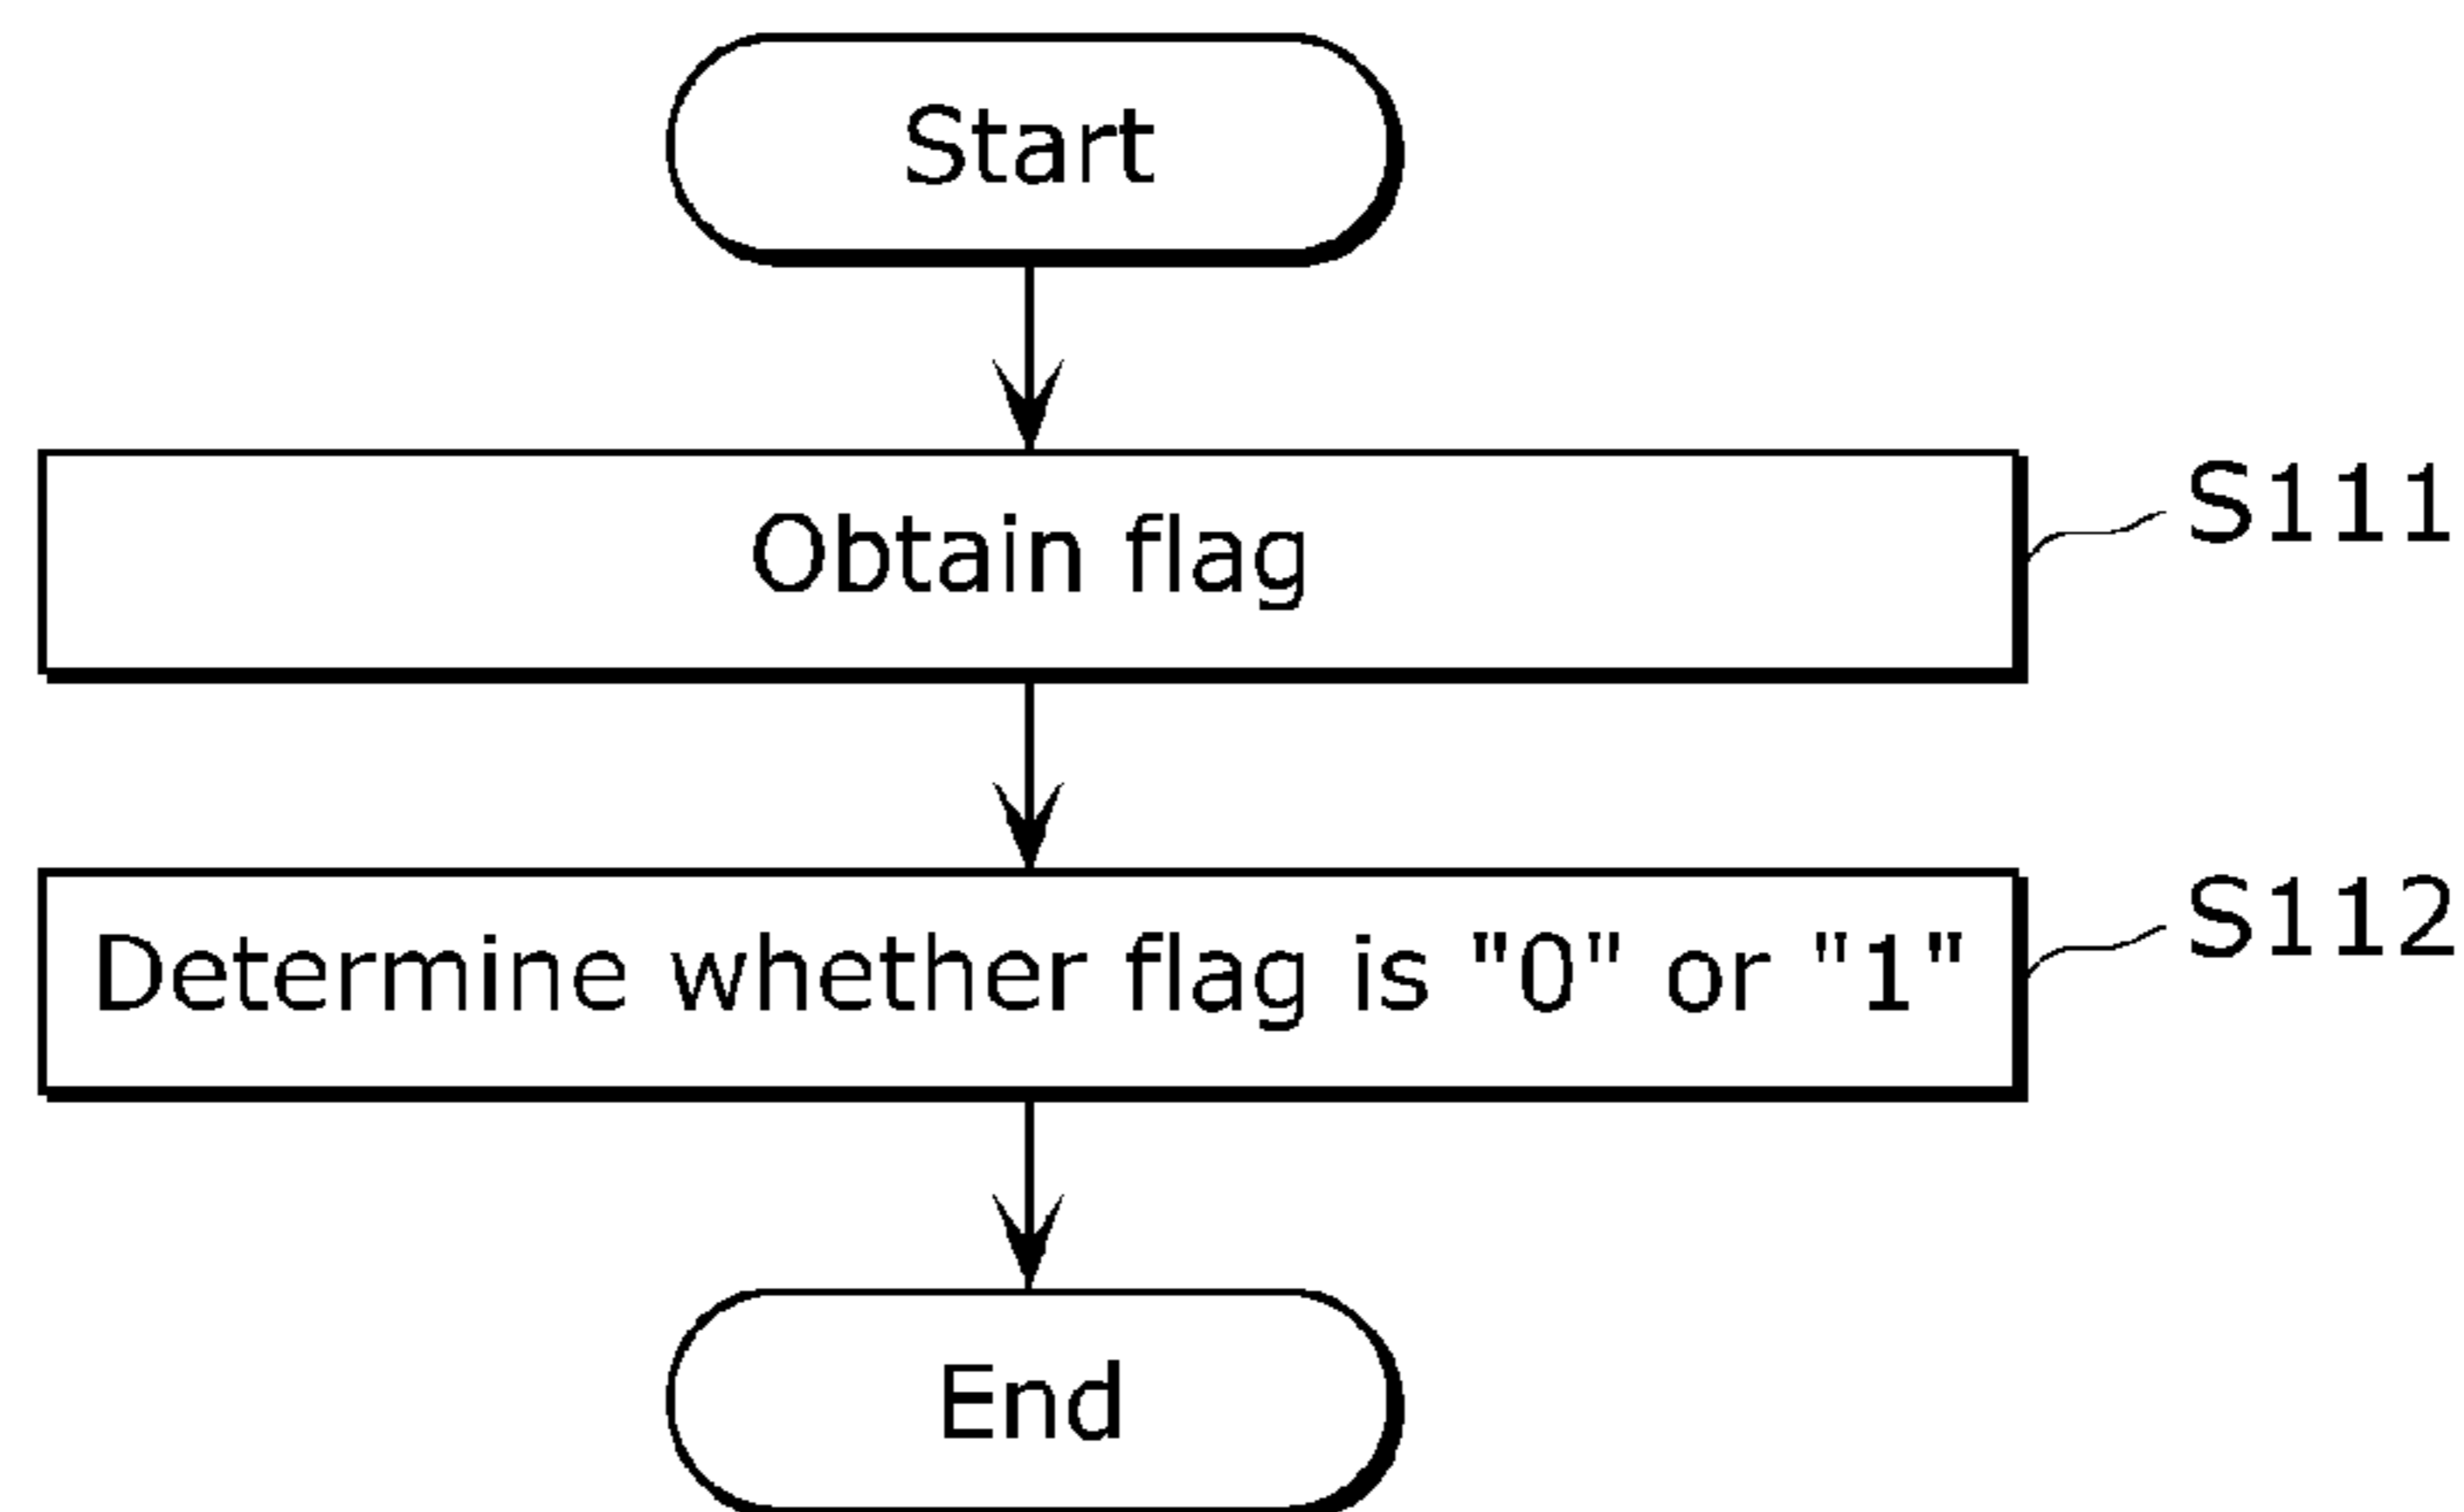 Start
Obtain flag
S111
Determine whether flag is "0" or "1"
S112
End